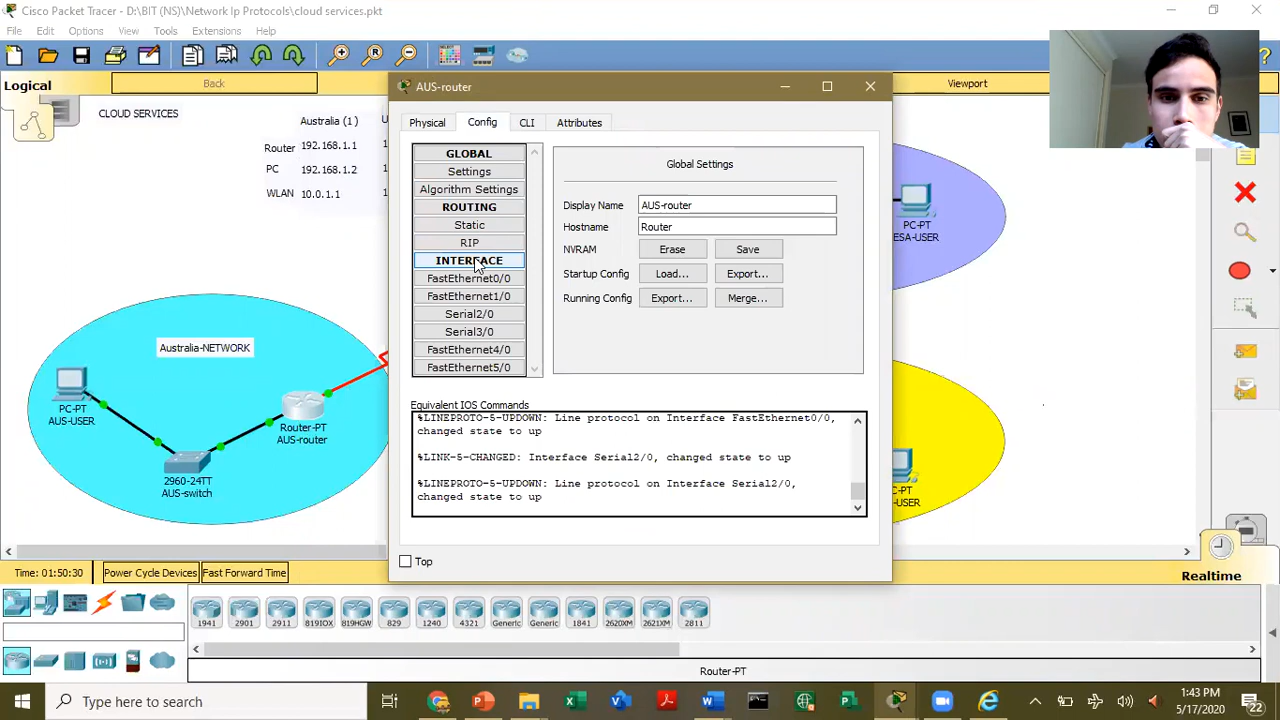 Cisco Packet Tracer - D:\BIT (NS)\Network Ip Protocols\cloud services.pkt
File Edit Options View Tools Extensions Help
Logical
Back
Viewport
CLOUD SERVICES
Australia (1)
Router 192.168.1.1
PC 192.168.1.2
WLAN 10.0.1.1
AUS-router
Physical Config CLI Attributes
GLOBAL
Settings
Algorithm Settings
ROUTING
Static
RIP
INTERFACE
FastEthernet0/0
FastEthernet1/0
Serial2/0
Serial3/0
FastEthernet4/0
FastEthernet5/0
Global Settings
Display Name AUS-router
Hostname Router
NVRAM Erase Save
Startup Config Load... Export...
Running Config Export... Merge...
Equivalent IOS Commands
%LINEPROTO-5-UPDOWN: Line protocol on Interface FastEthernet0/0,
changed state to up
%LINK-5-CHANGED: Interface Serial2/0, changed state to up
%LINEPROTO-5-UPDOWN: Line protocol on Interface Serial2/0,
changed state to up
Top
Australia-NETWORK
PC-PT
AUS-USER
Router-PT
AUS-router
2960-24TT
AUS-switch
PC-PT
ESA-USER
C-PT
P-USER
Time: 01:50:30 Power Cycle Devices Fast Forward Time
Realtime
1941 2901 2911 819IOX 819HGW 829 1240 4321 Generic Generic 1841 2620XM 2621XM 2811
Router-PT
Type here to search
1:43 PM
5/17/2020
22